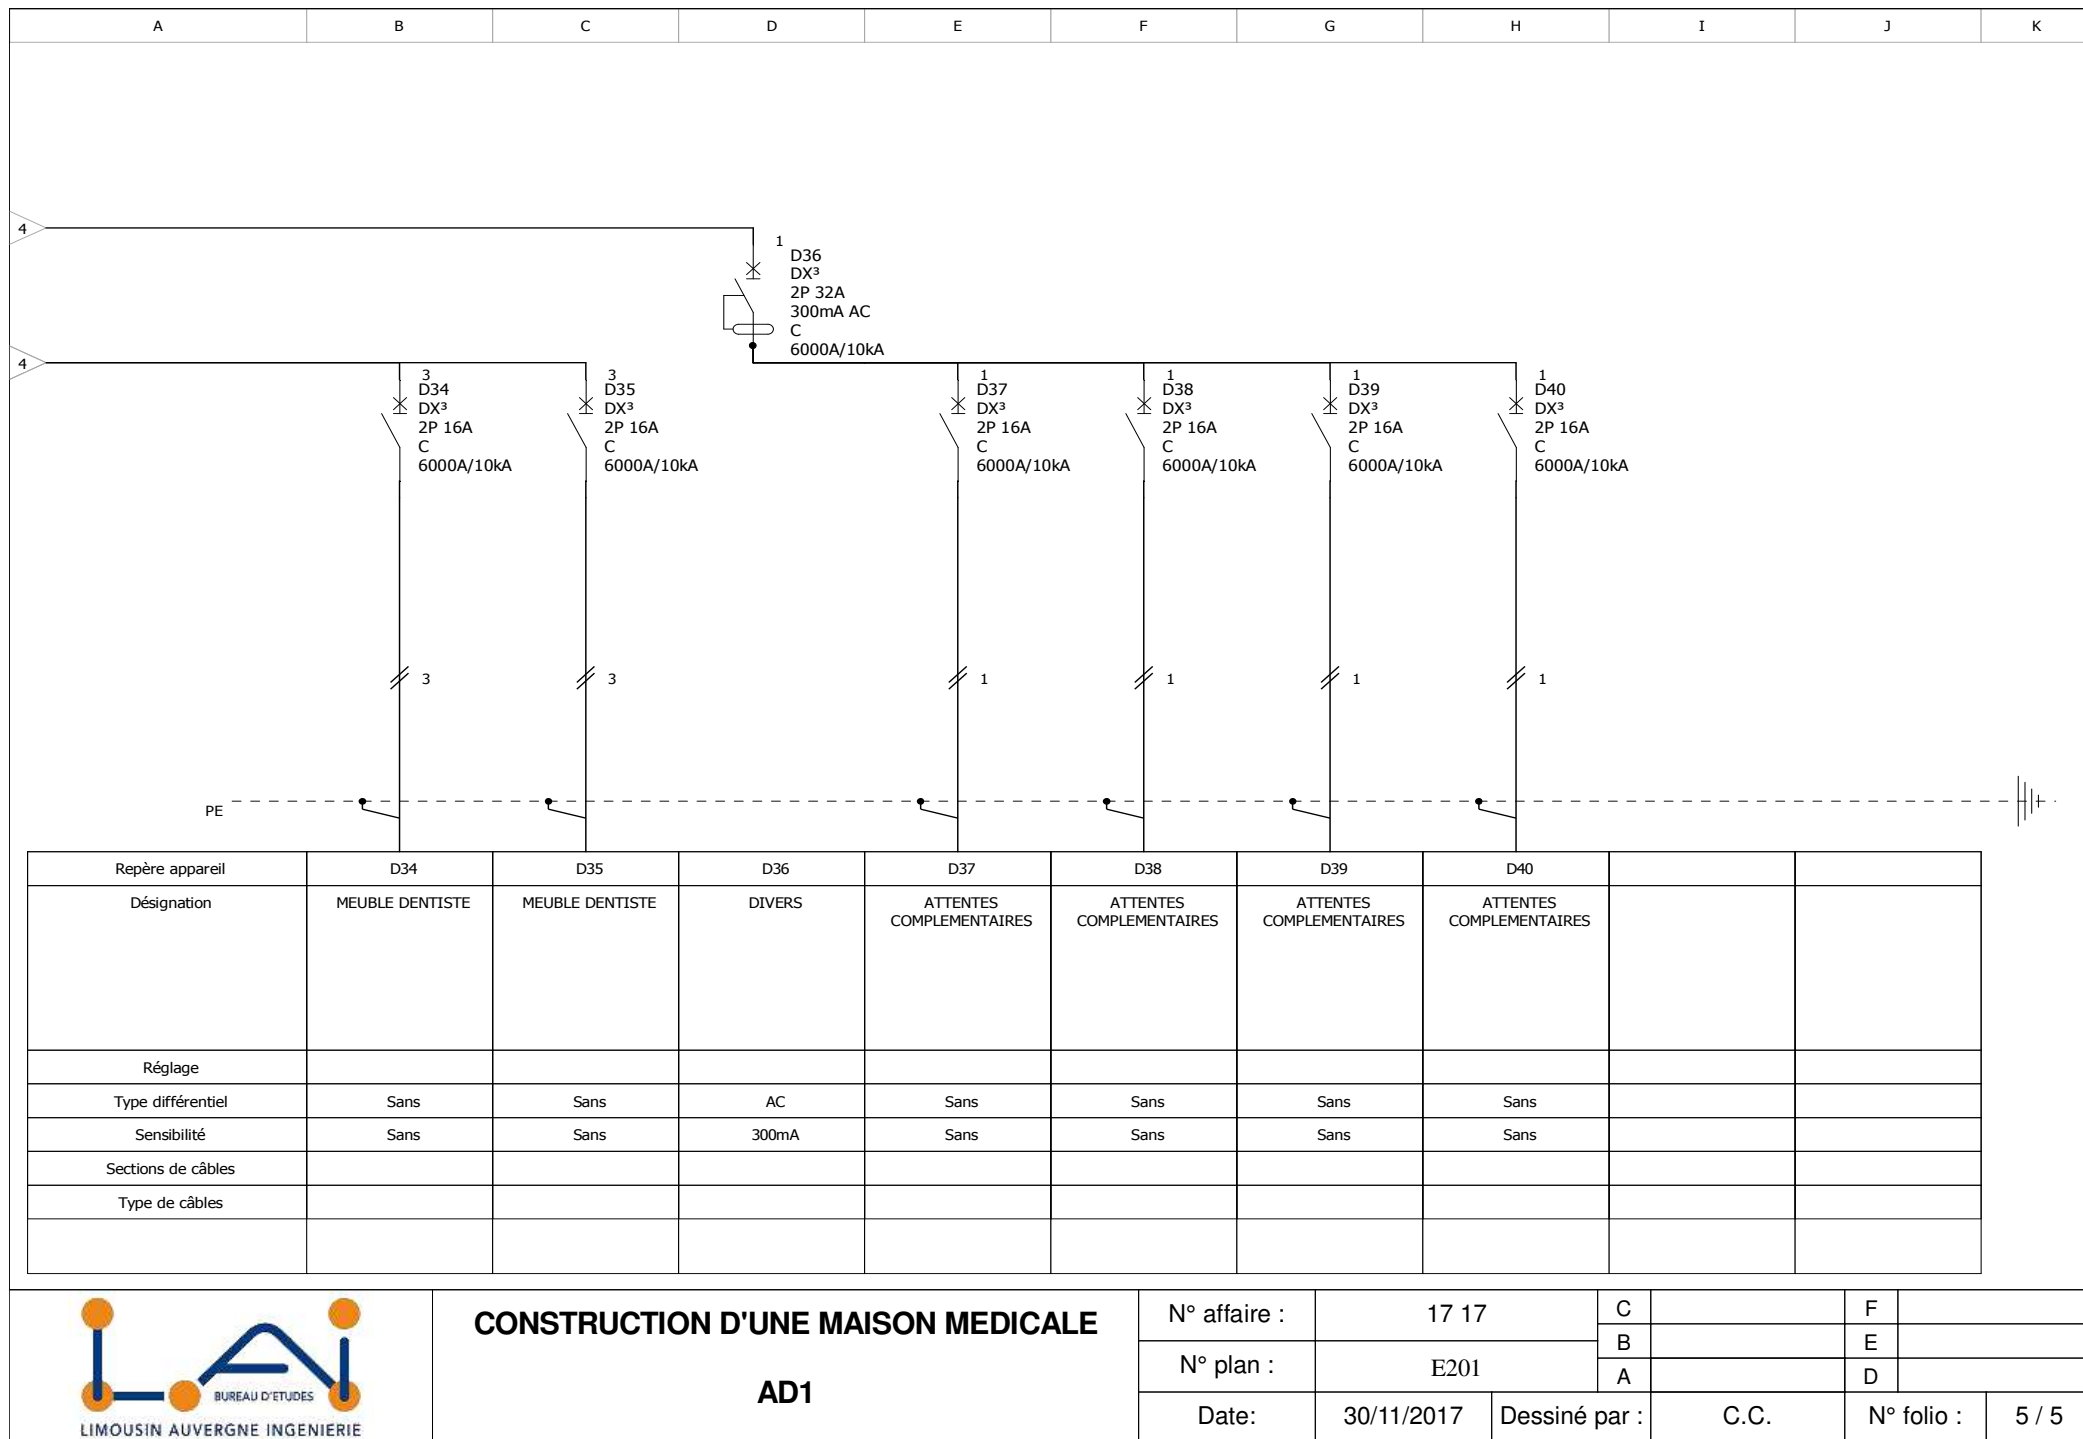 A B C D E F G H I J K
4
1
D36
DX³
2P 32A
300mA AC
C
6000A/10kA
4
3
D34
DX³
2P 16A
C
6000A/10kA
3
D35
DX³
2P 16A
C
6000A/10kA
1
D37
DX³
2P 16A
C
6000A/10kA
1
D38
DX³
2P 16A
C
6000A/10kA
1
D39
DX³
2P 16A
C
6000A/10kA
1
D40
DX³
2P 16A
C
6000A/10kA
3 3 1 1 1 1
PE
Repère appareil D34 D35 D36 D37 D38 D39 D40
Désignation MEUBLE DENTISTE MEUBLE DENTISTE DIVERS ATTENTES ATTENTES ATTENTES ATTENTES
COMPLEMENTAIRES COMPLEMENTAIRES COMPLEMENTAIRES COMPLEMENTAIRES
Réglage
Type différentiel Sans Sans AC Sans Sans Sans Sans
Sensibilité Sans Sans 300mA Sans Sans Sans Sans
Sections de câbles
Type de câbles
LAi
BUREAU D'ETUDES
LIMOUSIN AUVERGNE INGENIERIE
CONSTRUCTION D'UNE MAISON MEDICALE
AD1
N° affaire : 17 17 C F
B E
N° plan : E201
A D
Date: 30/11/2017 Dessiné par : C.C. N° folio : 5 / 5